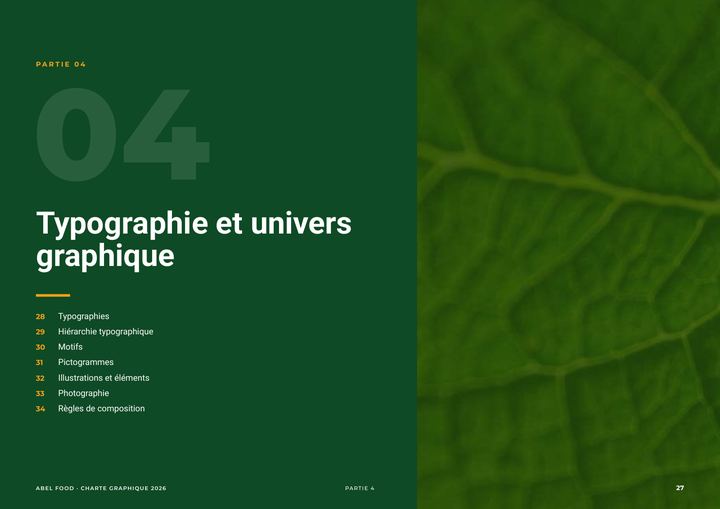 PARTIE 04
04
Typographie et univers
graphique
28 Typographies
29 Hiérarchie typographique
30 Motifs
31 Pictogrammes
32 Illustrations et éléments
33 Photographie
34 Règles de composition
ABEL FOOD - CHARTE GRAPHIQUE 2026 PARTIE 4 27